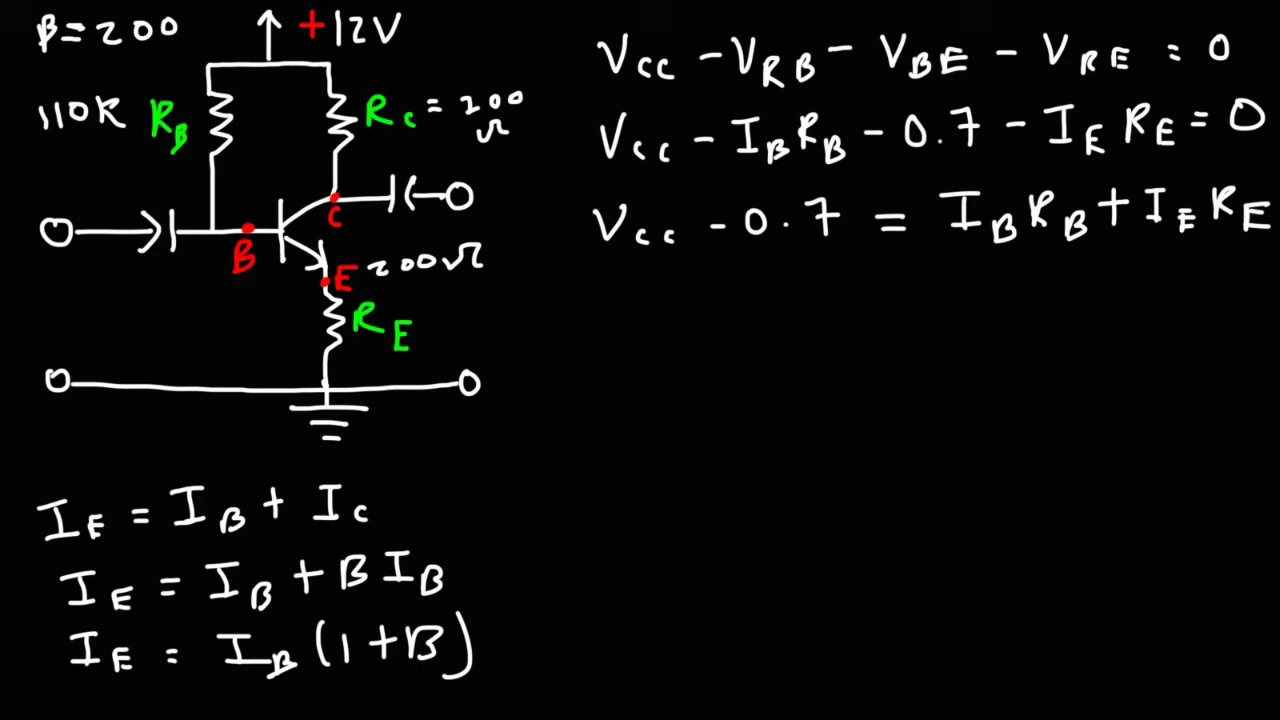 β=200
+12V
110K R_B
R_C = 200 Ω
C
B
E 200Ω
R_E
I_E = I_B + I_C
I_E = I_B + B I_B
I_E = I_B (1+B)
V_CC - V_RB - V_BE - V_RE = 0
V_CC - I_B R_B - 0.7 - I_E R_E = 0
V_CC - 0.7 = I_B R_B + I_E R_E